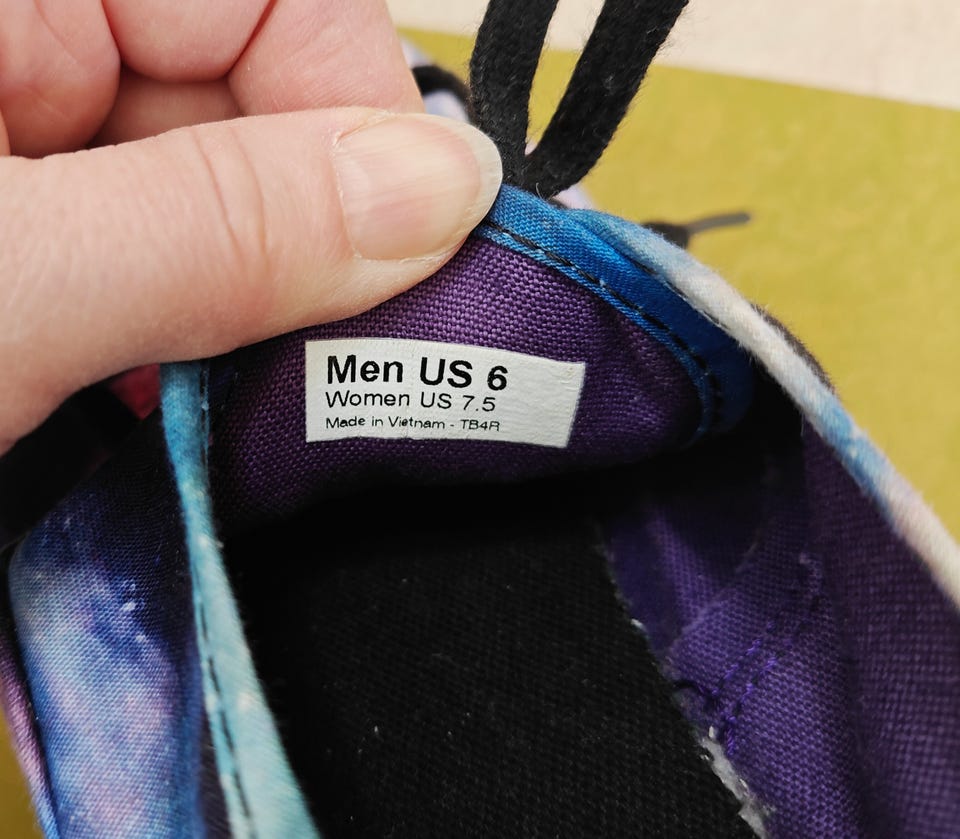 Men US 6
Women US 7.5
Made in Vietnam - TB4R